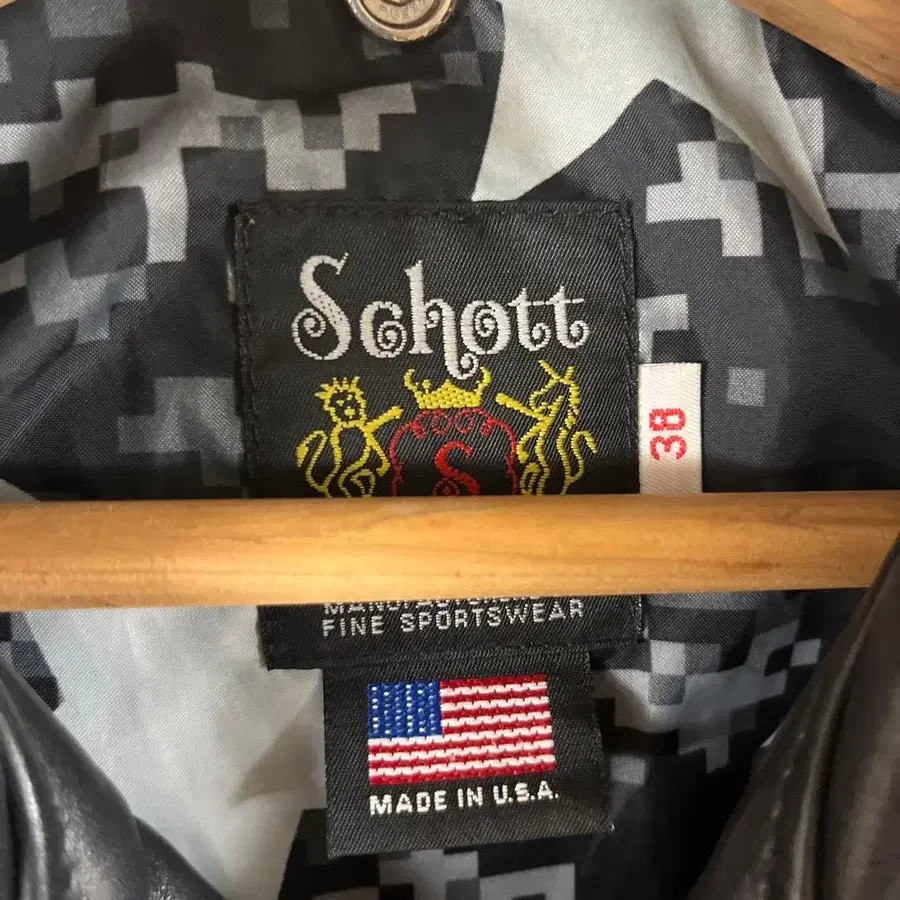 Schott
38
S
FINE SPORTSWEAR
MADE IN U.S.A.